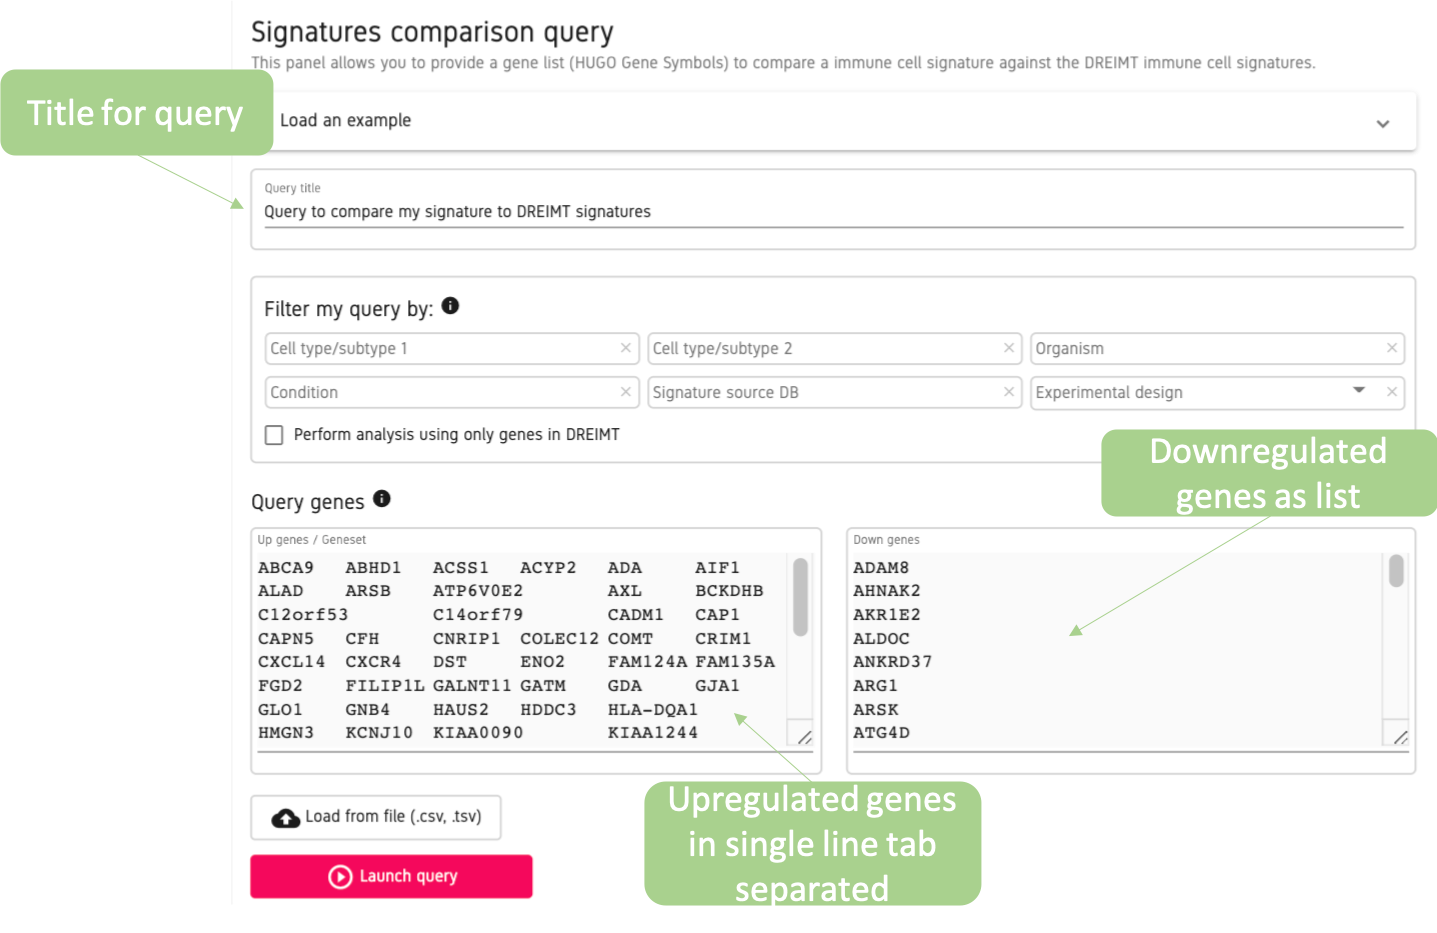 Signatures comparison query
This panel allows you to provide a gene list (HUGO Gene Symbols) to compare a immune cell signature against the DREIMT immune cell signatures.
Title for query
Load an example
Query title
Query to compare my signature to DREIMT signatures
Filter my query by:
Cell type/subtype 1 Cell type/subtype 2 Organism
Condition Signature source DB Experimental design
Perform analysis using only genes in DREIMT
Downregulated
genes as list
Query genes
Up genes / Geneset
ABCA9 ABHD1 ACSS1 ACYP2 ADA AIF1
ALAD ARSB ATP6V0E2 AXL BCKDHB
C12orf53 C14orf79 CADM1 CAP1
CAPN5 CFH CNRIP1 COLEC12 COMT CRIM1
CXCL14 CXCR4 DST ENO2 FAM124A FAM135A
FGD2 FILIP1L GALNT11 GATM GDA GJA1
GLO1 GNB4 HAUS2 HDDC3 HLA-DQA1
HMGN3 KCNJ10 KIAA0090 KIAA1244
Down genes
ADAM8
AHNAK2
AKR1E2
ALDOC
ANKRD37
ARG1
ARSK
ATG4D
Upregulated genes
in single line tab
separated
Load from file (.csv, .tsv)
Launch query